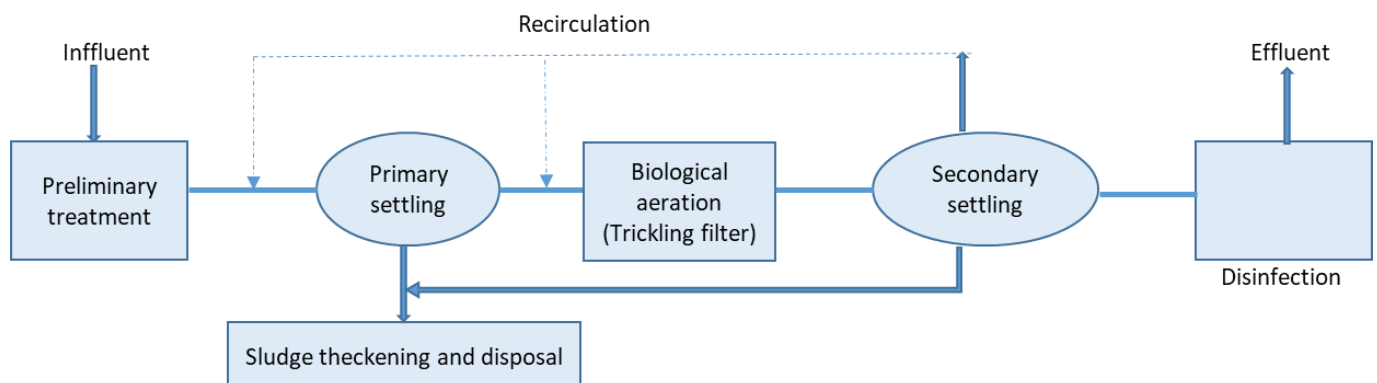 Recirculation
Inffluent
Effluent
Preliminary
treatment
Primary
settling
Biological
aeration
(Trickling filter)
Secondary
settling
Disinfection
Sludge theckening and disposal